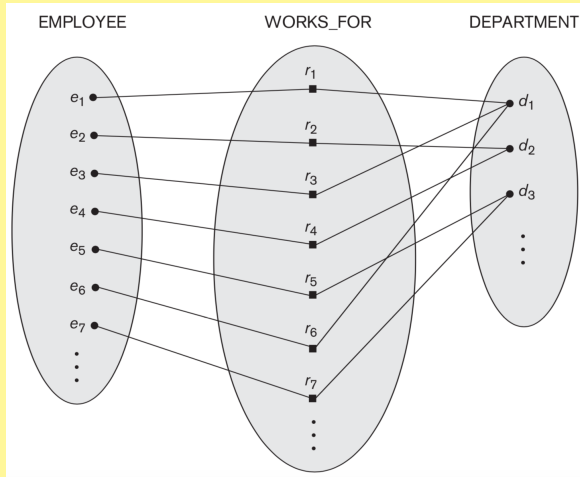 EMPLOYEE WORKS_FOR DEPARTMENT
e1 r1 d1
e2 r2 d2
e3 r3 d3
e4 r4
e5 r5
e6 r6
e7 r7